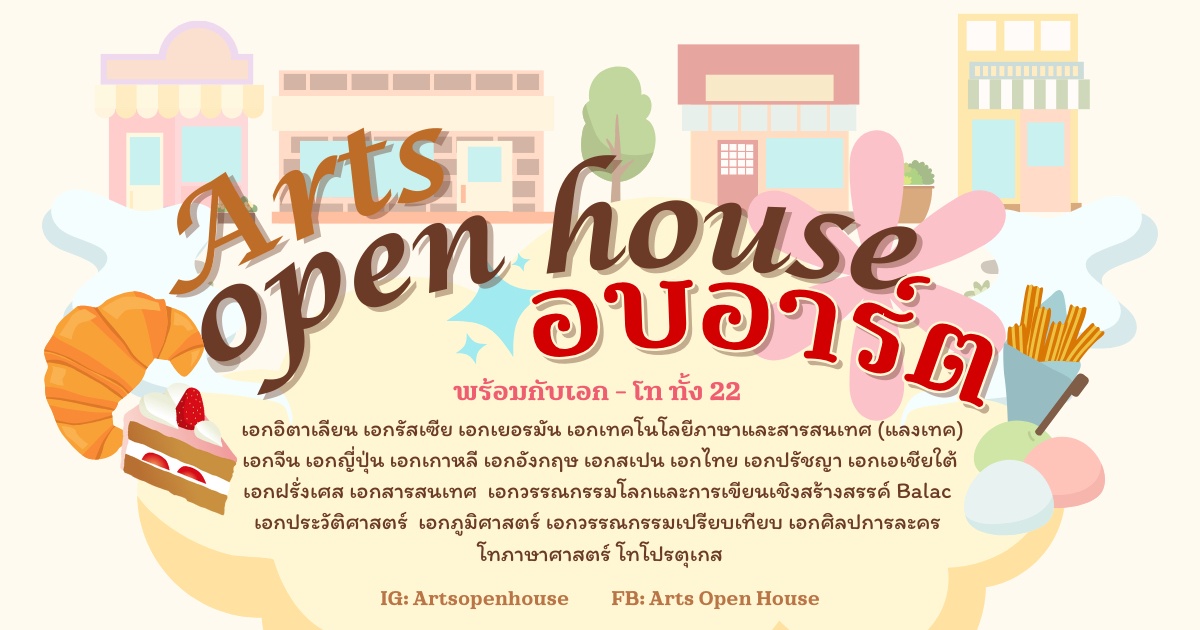 Arts
open house
อบอาร์ต
พร้อมกับเอก - โท ทั้ง 22
เอกอิตาเลียน เอกรัสเซีย เอกเยอรมัน เอกเทคโนโลยีภาษาและสารสนเทศ (แลงเทค)
เอกจีน เอกญี่ปุ่น เอกเกาหลี เอกอังกฤษ เอกสเปน เอกไทย เอกปรัชญา เอกเอเชียใต้
เอกฝรั่งเศส เอกสารสนเทศ เอกวรรณกรรมโลกและการเขียนเชิงสร้างสรรค์ Balac
เอกประวัติศาสตร์ เอกภูมิศาสตร์ เอกวรรณกรรมเปรียบเทียบ เอกศิลปการละคร
โทภาษาศาสตร์ โทโปรตุเกส
IG: Artsopenhouse FB: Arts Open House